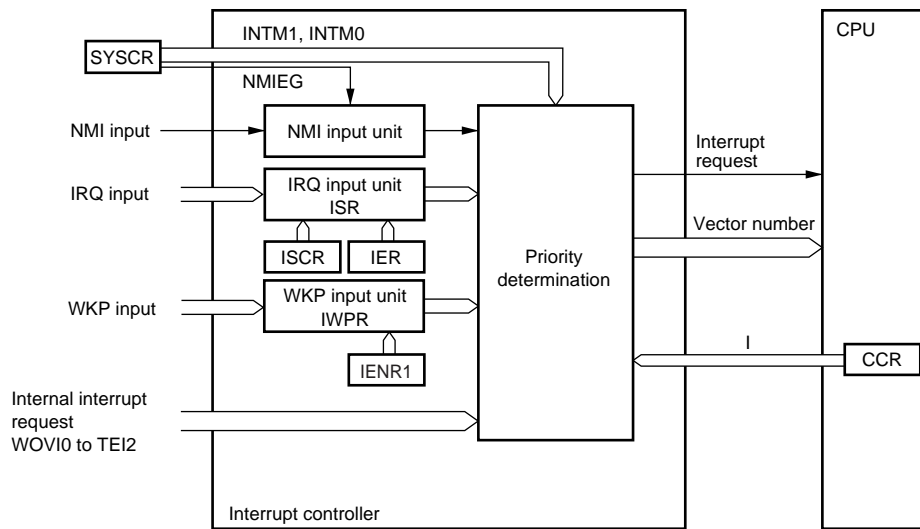 INTM1, INTM0
CPU
SYSCR
NMIEG
NMI input
NMI input unit
Interrupt
request
IRQ input
IRQ input unit
ISR
Vector number
ISCR
IER
Priority
determination
WKP input
WKP input unit
IWPR
I
CCR
IENR1
Internal interrupt
request
WOVI0 to TEI2
Interrupt controller